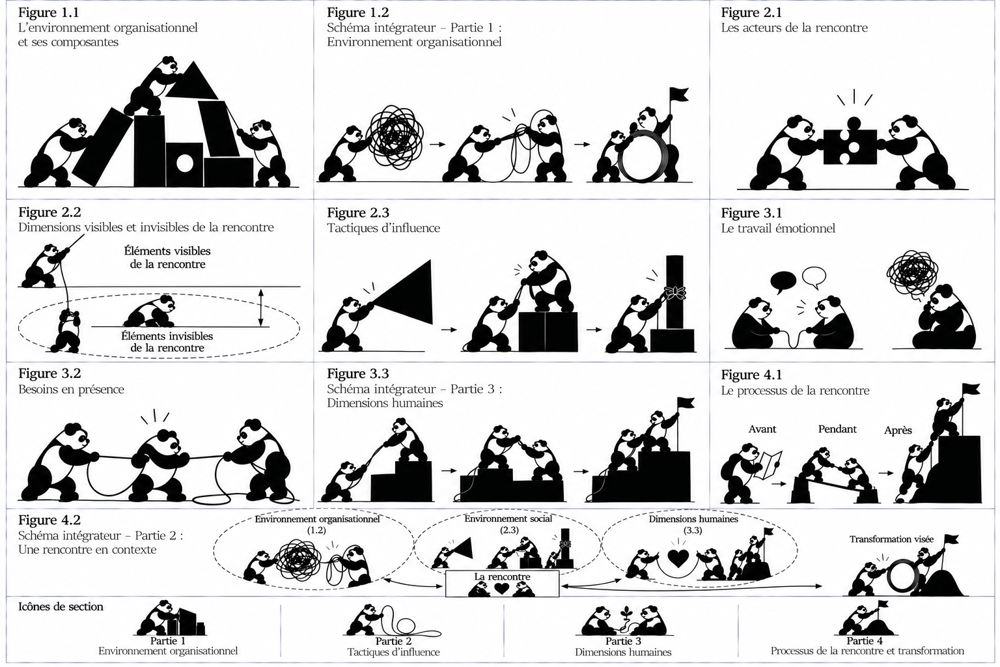 Figure 1.1
L'environnement organisationnel
et ses composantes
Figure 1.2
Schéma intégrateur – Partie 1 :
Environnement organisationnel
Figure 2.1
Les acteurs de la rencontre
Figure 2.2
Dimensions visibles et invisibles de la rencontre
Éléments visibles
de la rencontre
Éléments invisibles
de la rencontre
Figure 2.3
Tactiques d'influence
Figure 3.1
Le travail émotionnel
Figure 3.2
Besoins en présence
Figure 3.3
Schéma intégrateur – Partie 3 :
Dimensions humaines
Figure 4.1
Le processus de la rencontre
Avant
Pendant
Après
Figure 4.2
Schéma intégrateur – Partie 2 :
Une rencontre en contexte
Environnement organisationnel
(1.2)
Environnement social
(2.3)
Dimensions humaines
(3.3)
La rencontre
Transformation visée
Icônes de section
Partie 1
Environnement organisationnel
Partie 2
Tactiques d'influence
Partie 3
Dimensions humaines
Partie 4
Processus de la rencontre et transformation